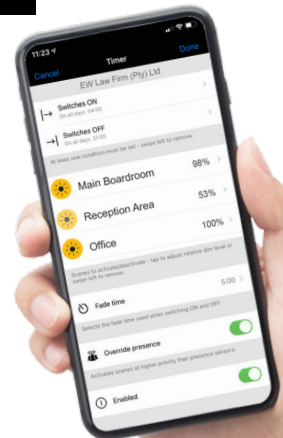 11:23
Cancel
Timer
Done
EW Law Firm (Pty) Ltd
Switches ON
On all days 04:00
Switches OFF
On all days 21:00
At least one condition must be set - swipe left to remove
Main Boardroom 98%
Reception Area 53%
Office 100%
Scenes to activate/deactivate - tap to adjust relative dim level or
swipe left to remove.
Fade time 5:00
Selects the fade time used when switching ON and OFF
Override presence
Activates scenes at higher priority than presence sensors.
Enabled